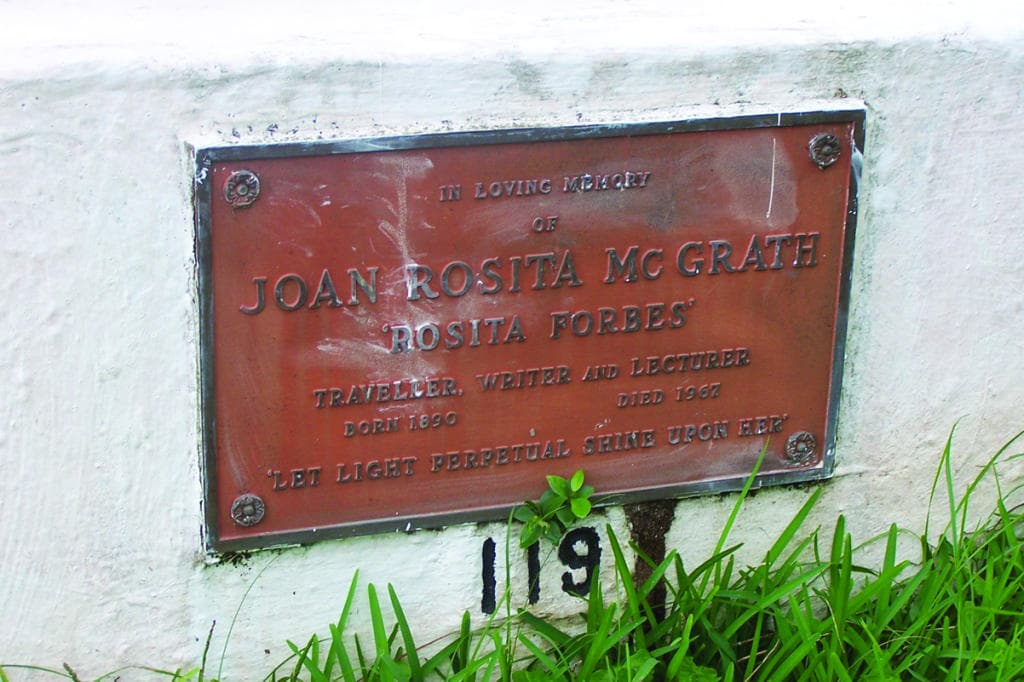 IN LOVING MEMORY
OF
JOAN ROSITA McGRATH
'ROSITA FORBES'
TRAVELLER, WRITER AND LECTURER
BORN 1890 DIED 1967
'LET LIGHT PERPETUAL SHINE UPON HER'
119